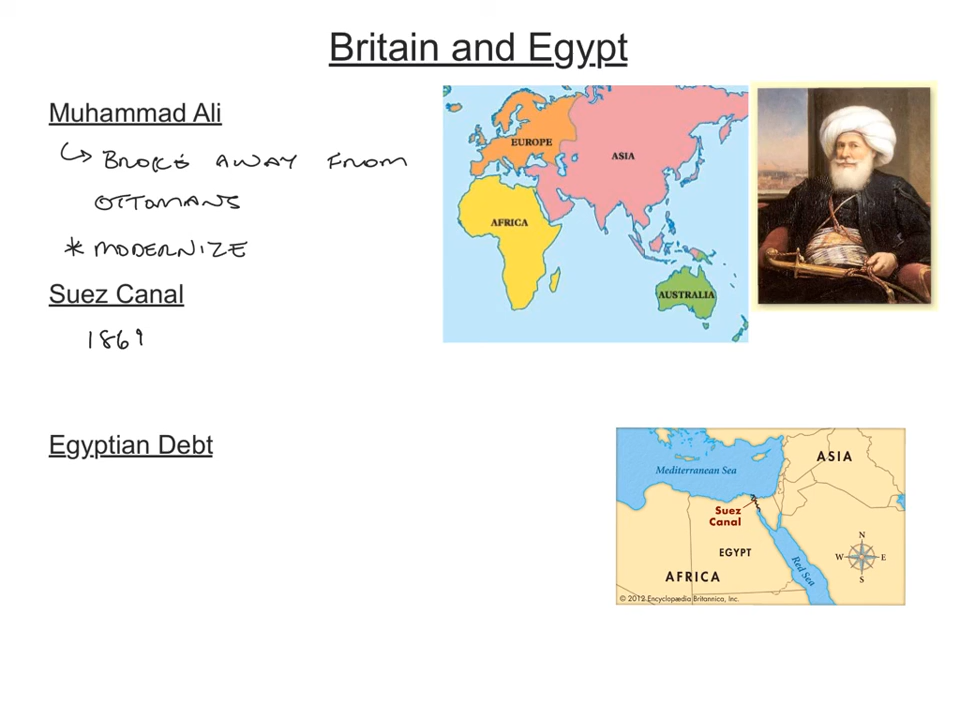 Britain and Egypt
Muhammad Ali
BROKE AWAY FROM
OTTOMANS
* MODERNIZE
Suez Canal
1869
EUROPE
ASIA
AFRICA
AUSTRALIA
Egyptian Debt
Mediterranean Sea
ASIA
Suez
Canal
EGYPT
AFRICA
Red Sea
N
W E
S
© 2012 Encyclopædia Britannica, Inc.